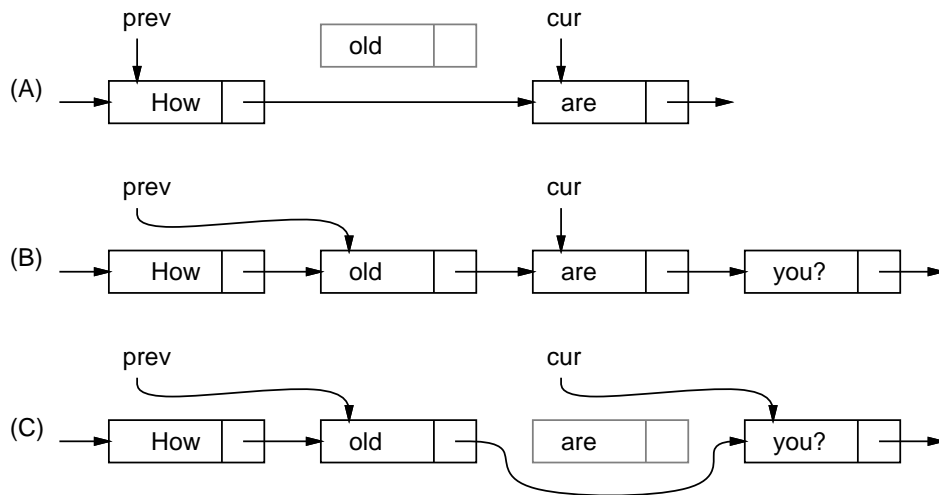 prev cur
old
(A) How are
prev cur
(B) How old are you?
prev cur
(C) How old are you?